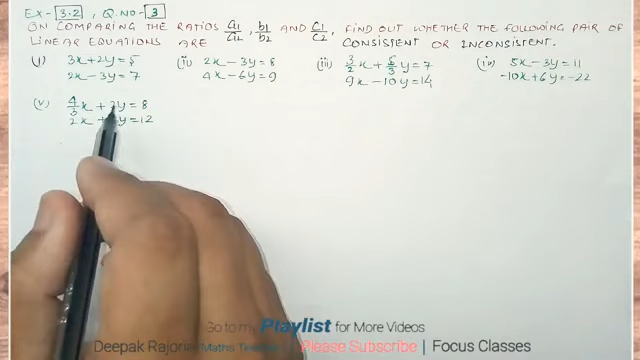 EX- 3.2, Q.NO- 3
ON COMPARING THE RATIOS a1/a2, b1/b2 AND c1/c2, FIND OUT WHETHER THE FOLLOWING PAIR OF
LINEAR EQUATIONS ARE CONSISTENT OR INCONSISTENT.
(i) 3x+2y=5 (ii) 2x-3y=8 (iii) 3/2x+5/3y=7 (iv) 5x-3y=11
2x-3y=7 4x-6y=9 9x-10y=14 -10x+6y=-22
(v) 4/3x+2y=8
2x+ y=12
Go to my Playlist for More Videos
Deepak Rajoria Maths Please Subscribe | Focus Classes